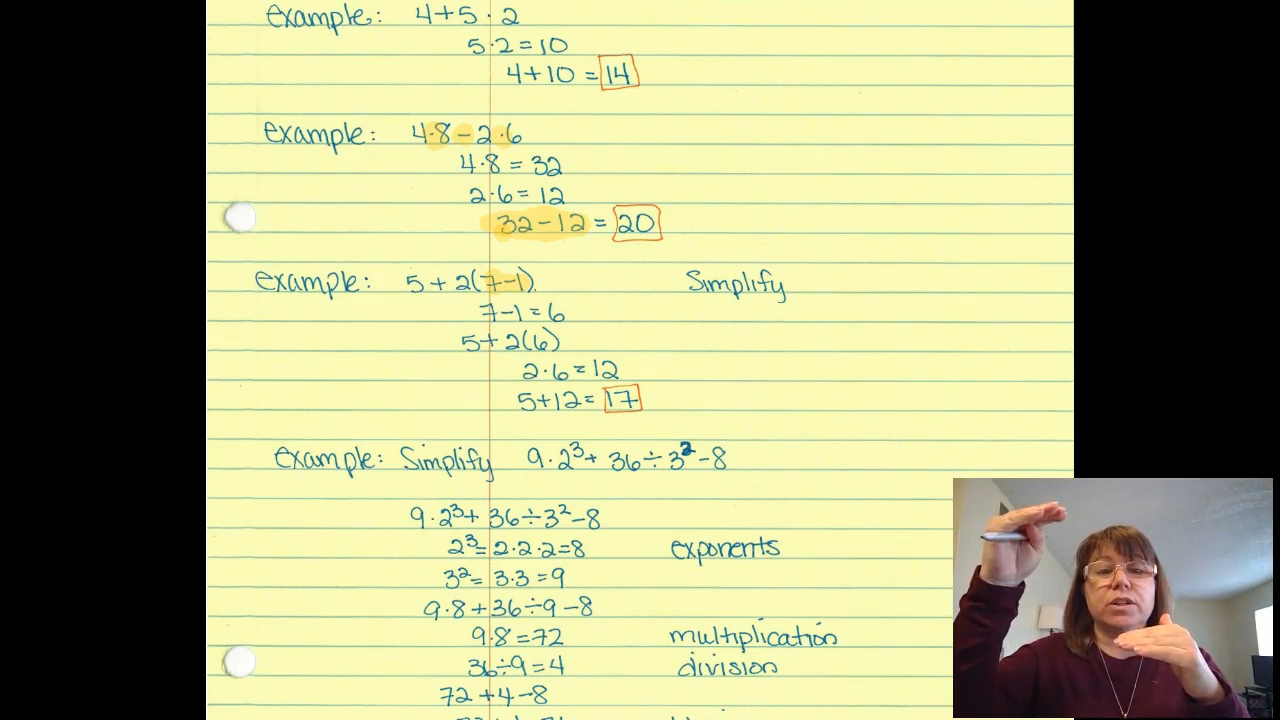 example: 4+5·2
5·2=10
4+10=14
example: 4·8-2·6
4·8=32
2·6=12
32-12=20
example: 5+2(7-1). Simplify
7-1=6
5+2(6)
2·6=12
5+12=17
example: Simplify 9·2³+36÷3²-8
9·2³+36÷3²-8
2³=2·2·2=8 exponents
3²=3·3=9
9·8+36÷9-8
9·8=72 multiplication
36÷9=4 division
72+4-8